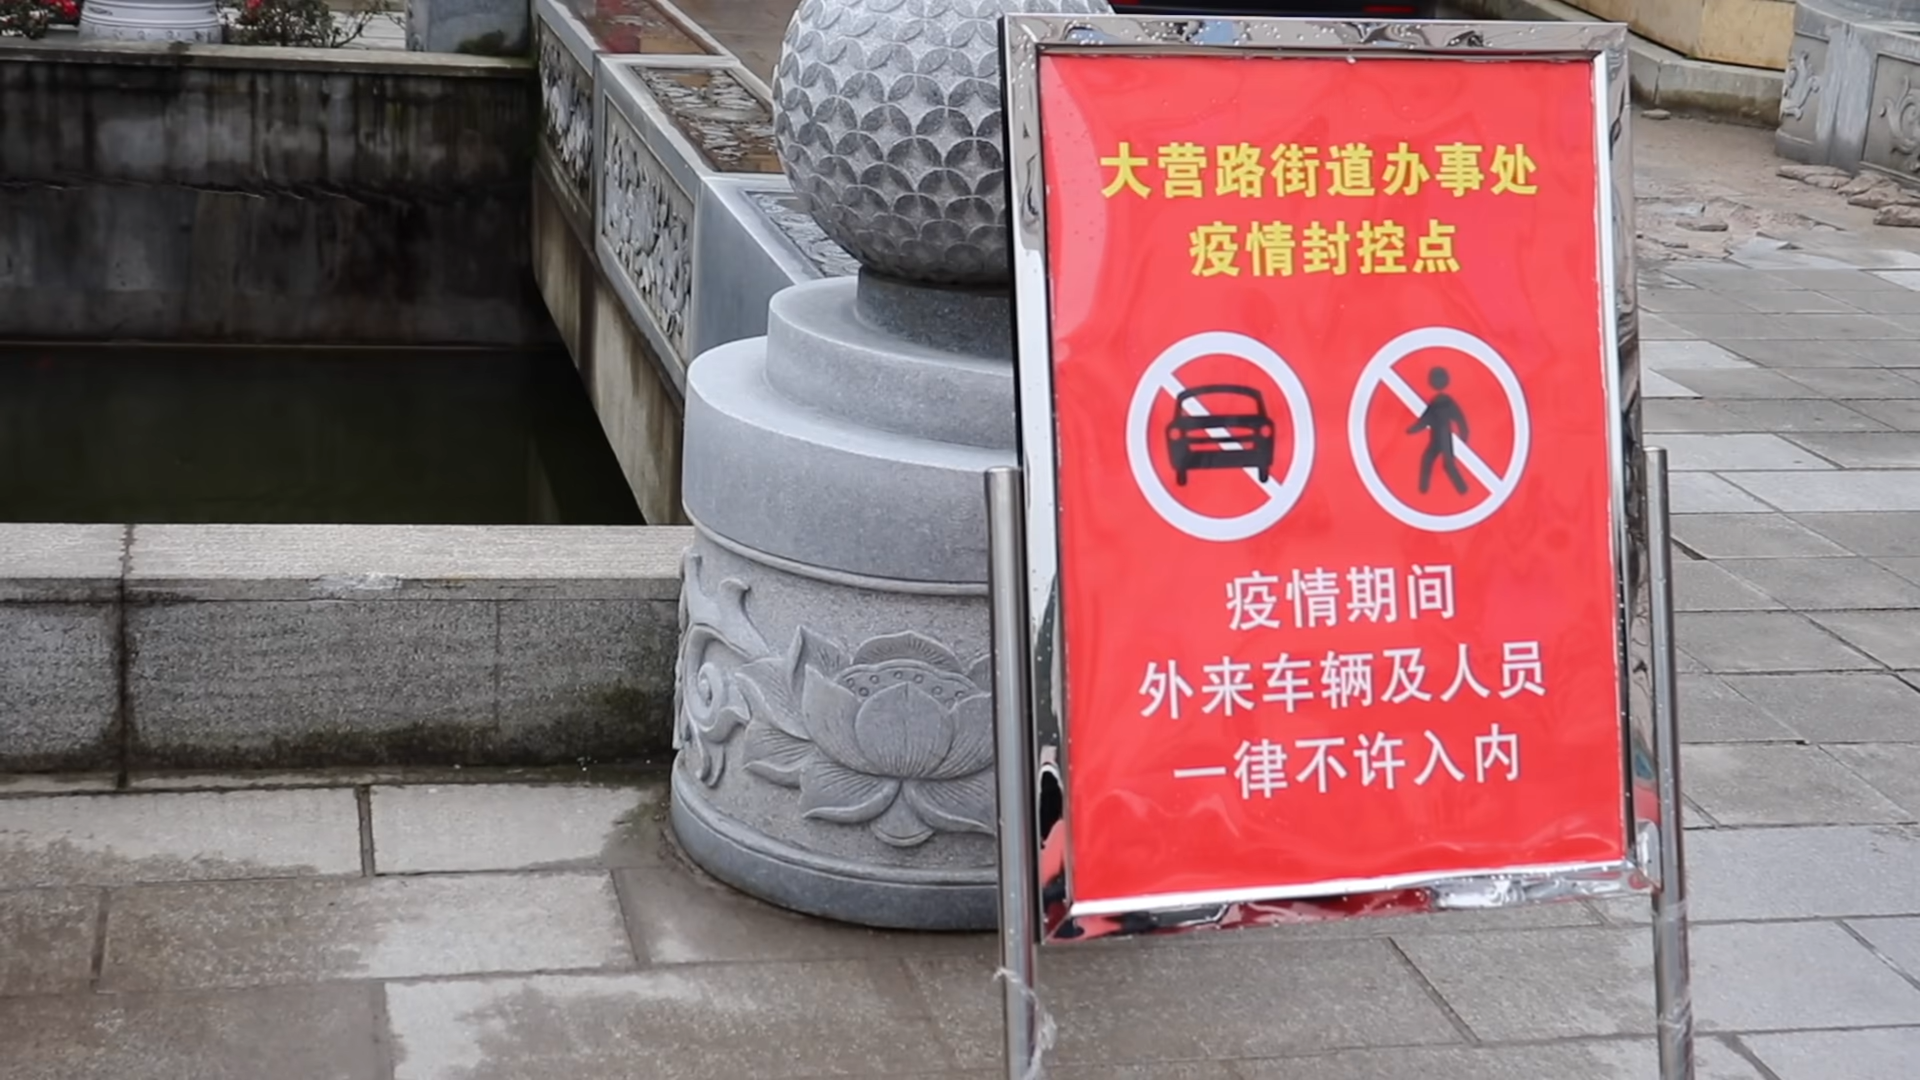 大营路街道办事处
疫情封控点
疫情期间
外来车辆及人员
一律不许入内